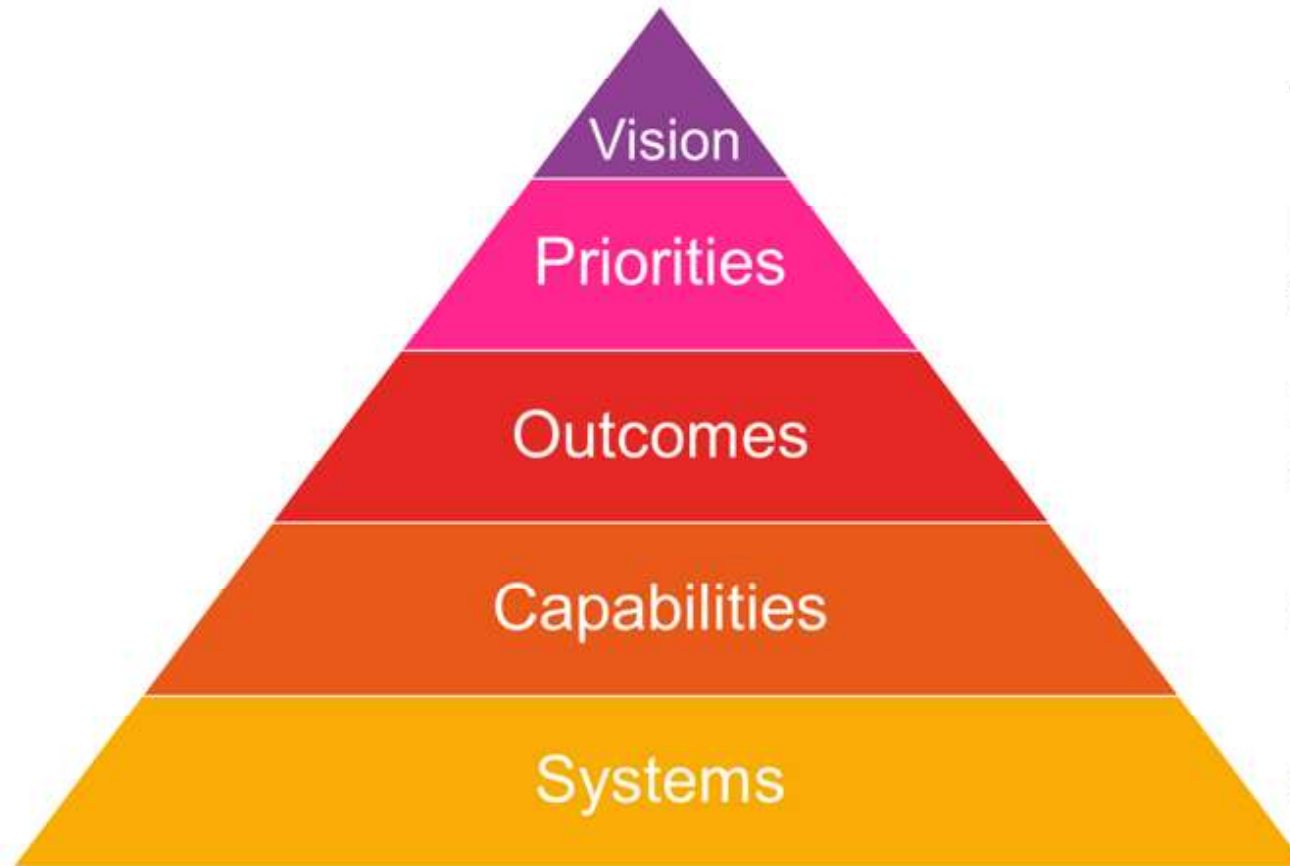 Vision
Priorities
Outcomes
Capabilities
Systems